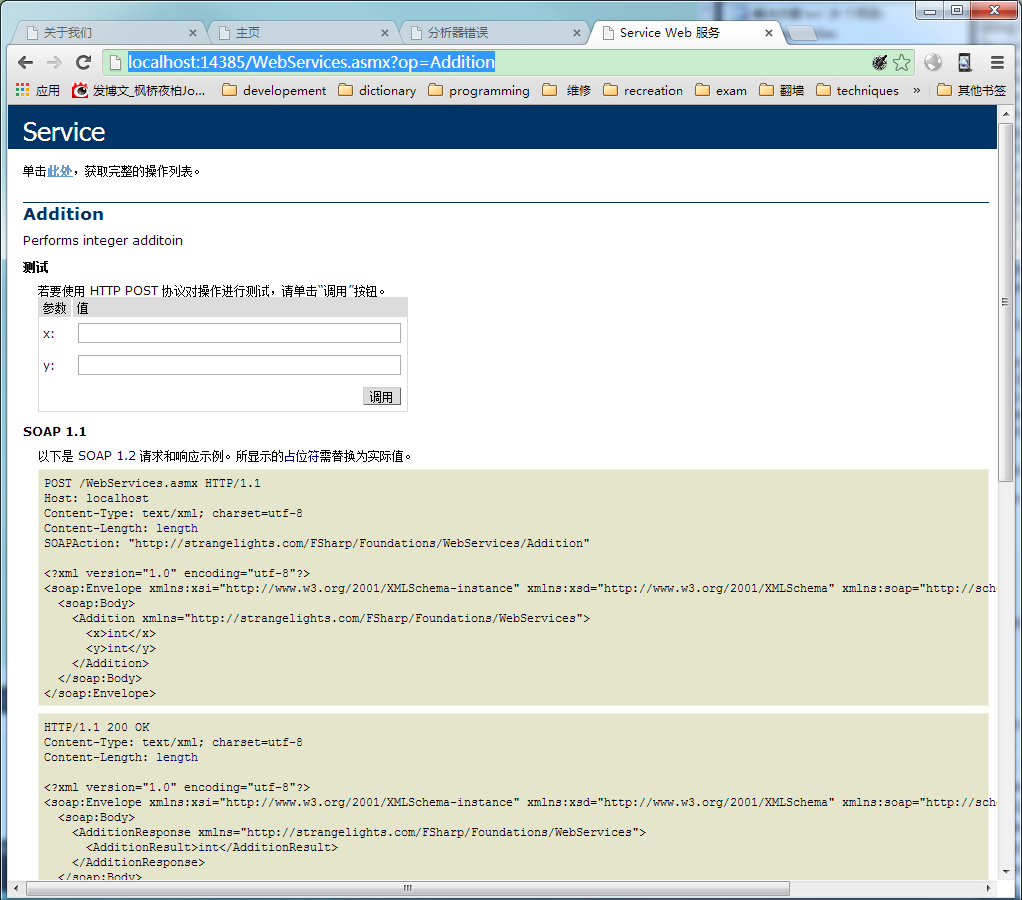 关于我们
主页
分析器错误
Service Web 服务
localhost:14385/WebServices.asmx?op=Addition
应用
发博文_枫桥夜柏Jo...
developement
dictionary
programming
维修
recreation
exam
翻墙
techniques
»
其他书签
Service
单击此处，获取完整的操作列表。
Addition
Performs integer additoin
测试
若要使用 HTTP POST 协议对操作进行测试，请单击“调用”按钮。
参数 值
x:
y:
调用
SOAP 1.1
以下是 SOAP 1.2 请求和响应示例。所显示的占位符需替换为实际值。
POST /WebServices.asmx HTTP/1.1
Host: localhost
Content-Type: text/xml; charset=utf-8
Content-Length: length
SOAPAction: "http://strangelights.com/FSharp/Foundations/WebServices/Addition"
<?xml version="1.0" encoding="utf-8"?>
<soap:Envelope xmlns:xsi="http://www.w3.org/2001/XMLSchema-instance" xmlns:xsd="http://www.w3.org/2001/XMLSchema" xmlns:soap="http://sch
<soap:Body>
<Addition xmlns="http://strangelights.com/FSharp/Foundations/WebServices">
<x>int</x>
<y>int</y>
</Addition>
</soap:Body>
</soap:Envelope>
HTTP/1.1 200 OK
Content-Type: text/xml; charset=utf-8
Content-Length: length
<?xml version="1.0" encoding="utf-8"?>
<soap:Envelope xmlns:xsi="http://www.w3.org/2001/XMLSchema-instance" xmlns:xsd="http://www.w3.org/2001/XMLSchema" xmlns:soap="http://sch
<soap:Body>
<AdditionResponse xmlns="http://strangelights.com/FSharp/Foundations/WebServices">
<AdditionResult>int</AdditionResult>
</AdditionResponse>
</soap:Body>